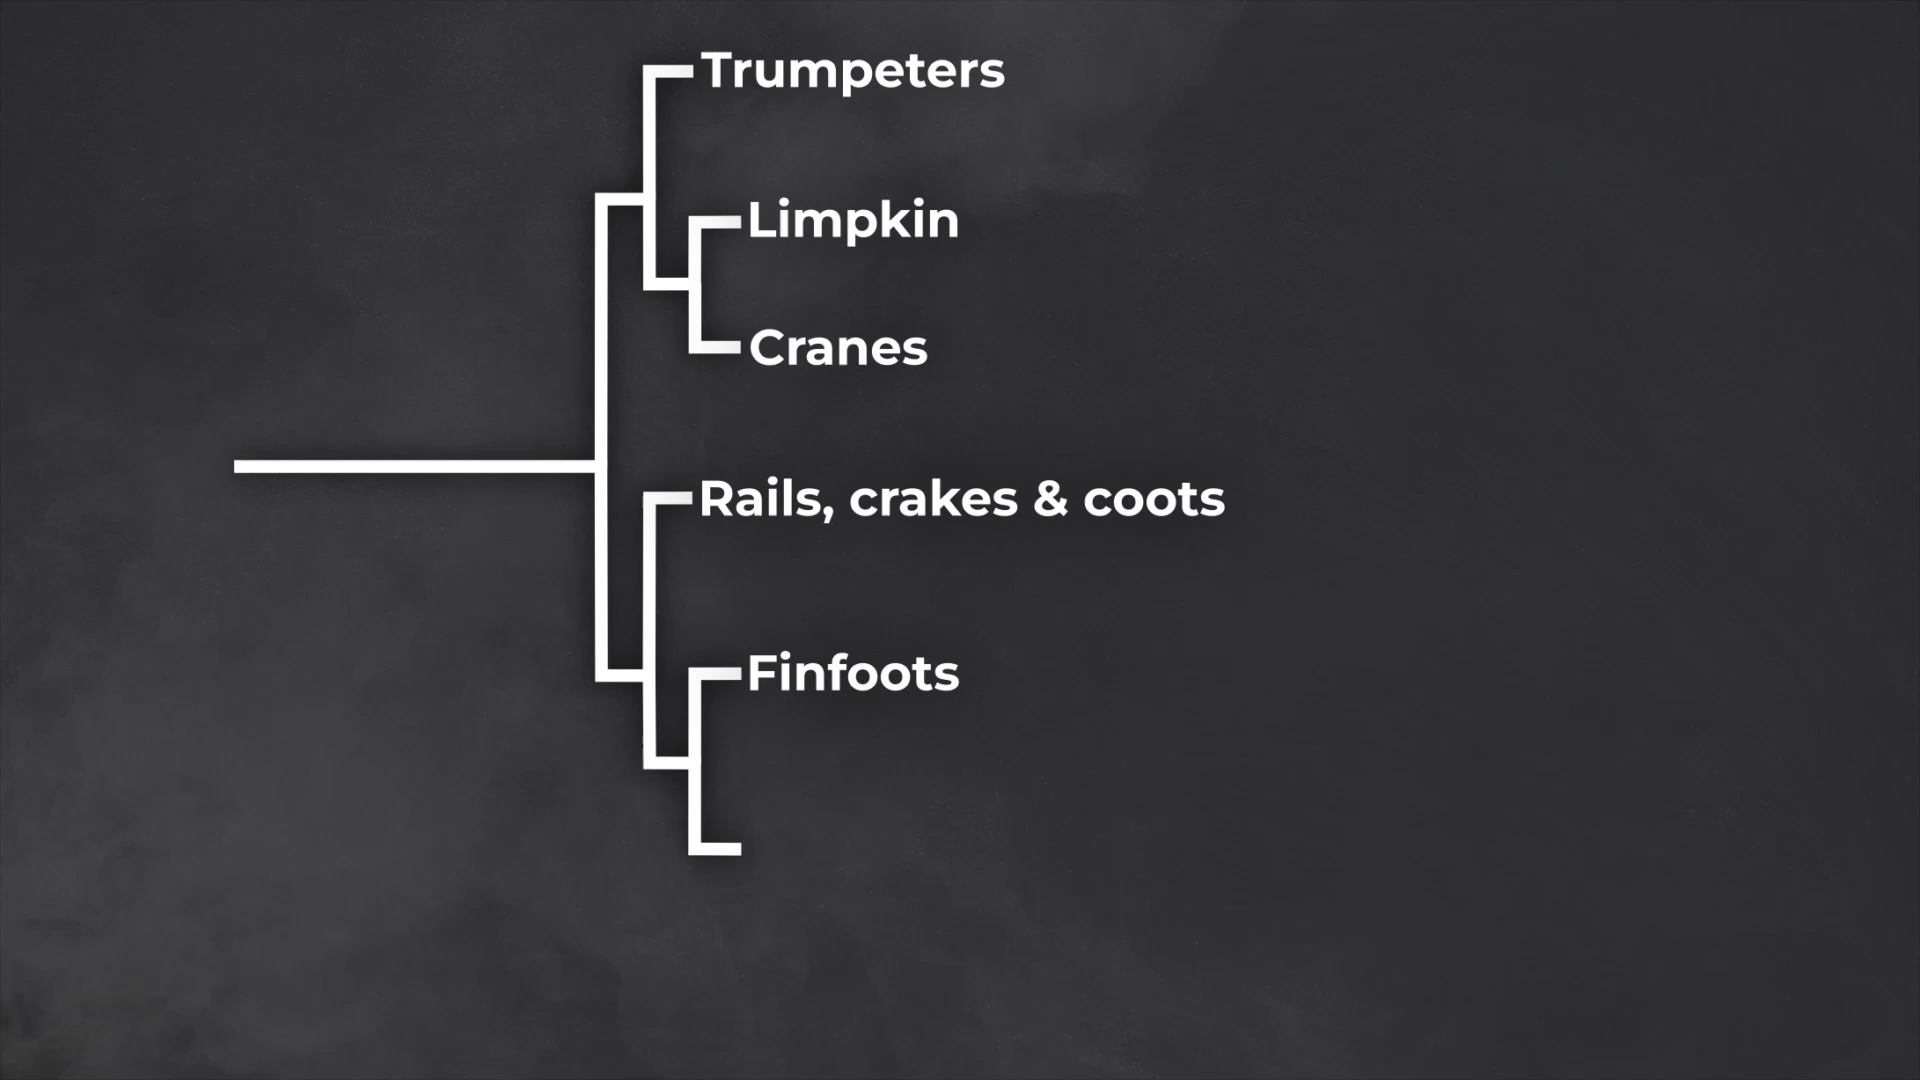 Trumpeters
Limpkin
Cranes
Rails, crakes & coots
Finfoots